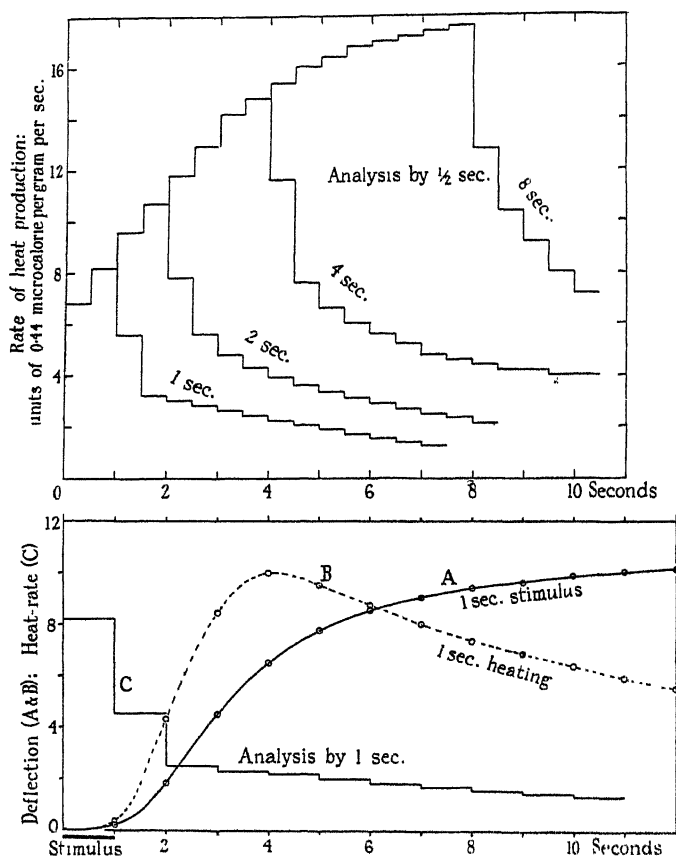 Rate of heat production:
units of 0·44 microcalorie per gram per sec.
16
12
8
4
Analysis by ½ sec.
8 sec.
4 sec.
2 sec.
1 sec.
0 2 4 6 8 10 Seconds
Deflection (A & B): Heat-rate (C)
12
8
4
0
B
A
1 sec. stimulus
1 sec. heating
C
Analysis by 1 sec.
2 4 6 8 10 Seconds
Stimulus